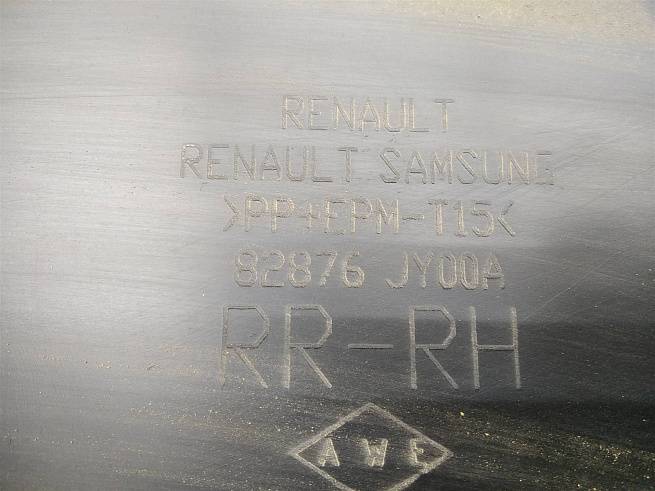 RENAULT
RENAULT SAMSUNG
>PP+EPM-T15<
82876 JY00A
RR-RH
AWE